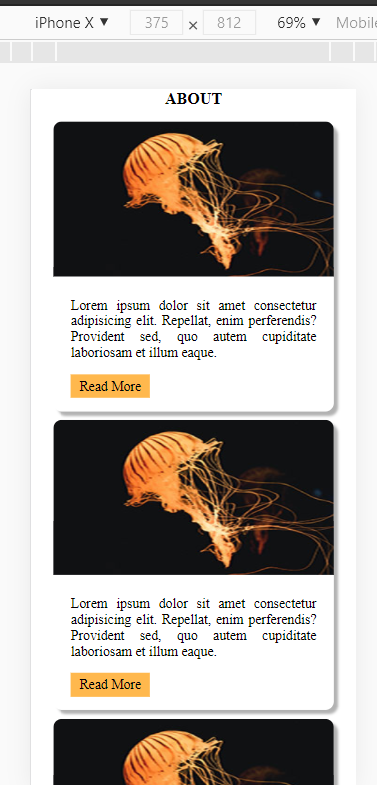 iPhone X ▼ 375 × 812 69% ▼ Mobile
ABOUT
Lorem ipsum dolor sit amet consectetur
adipisicing elit. Repellat, enim perferendis?
Provident sed, quo autem cupiditate
laboriosam et illum eaque.
Read More
Lorem ipsum dolor sit amet consectetur
adipisicing elit. Repellat, enim perferendis?
Provident sed, quo autem cupiditate
laboriosam et illum eaque.
Read More